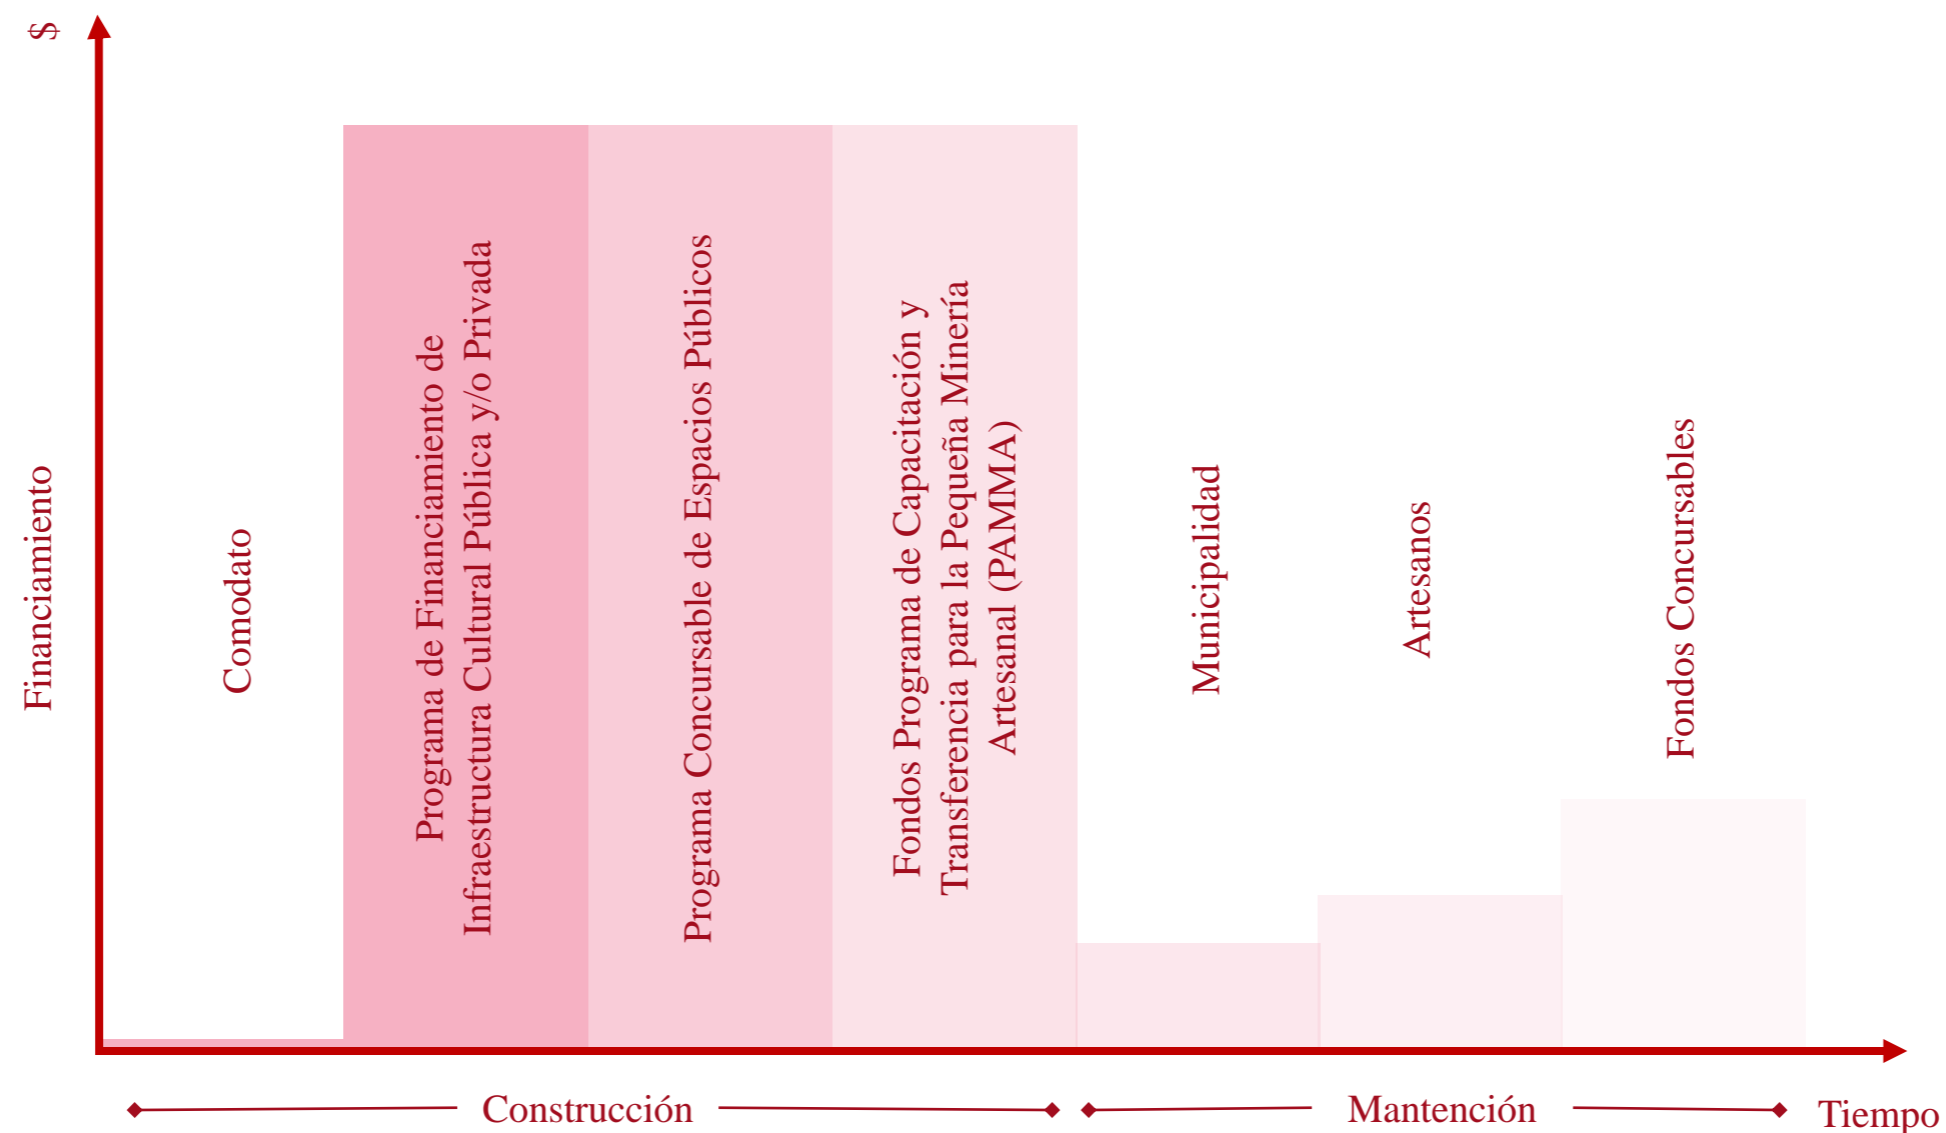 $
Financiamiento
Comodato
Programa de Financiamiento de
Infraestructura Cultural Pública y/o Privada
Programa Concursable de Espacios Públicos
Fondos Programa de Capacitación y
Transferencia para la Pequeña Minería
Artesanal (PAMMA)
Municipalidad
Artesanos
Fondos Concursables
Construcción
Mantención
Tiempo